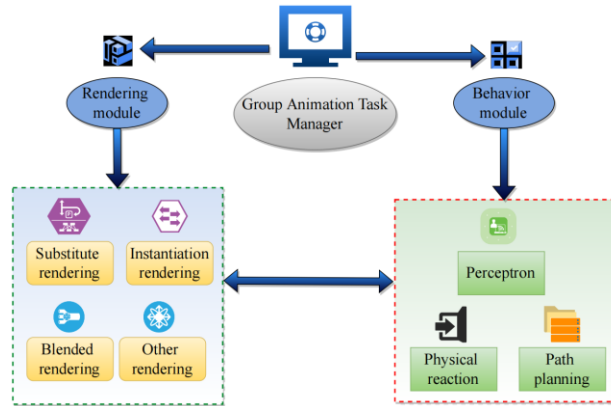 Rendering
module
Group Animation Task
Manager
Behavior
module
Substitute
rendering
Instantiation
rendering
Blended
rendering
Other
rendering
Perceptron
Physical
reaction
Path
planning